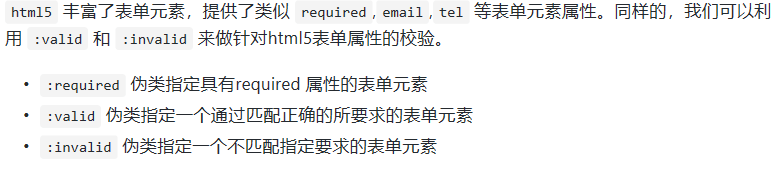 html5 丰富了表单元素，提供了类似 required，email，tel 等表单元素属性。同样的，我们可以利
用 :valid 和 :invalid 来做针对html5表单属性的校验。
• :required 伪类指定具有required 属性的表单元素
• :valid 伪类指定一个通过匹配正确的所要求的表单元素
• :invalid 伪类指定一个不匹配指定要求的表单元素